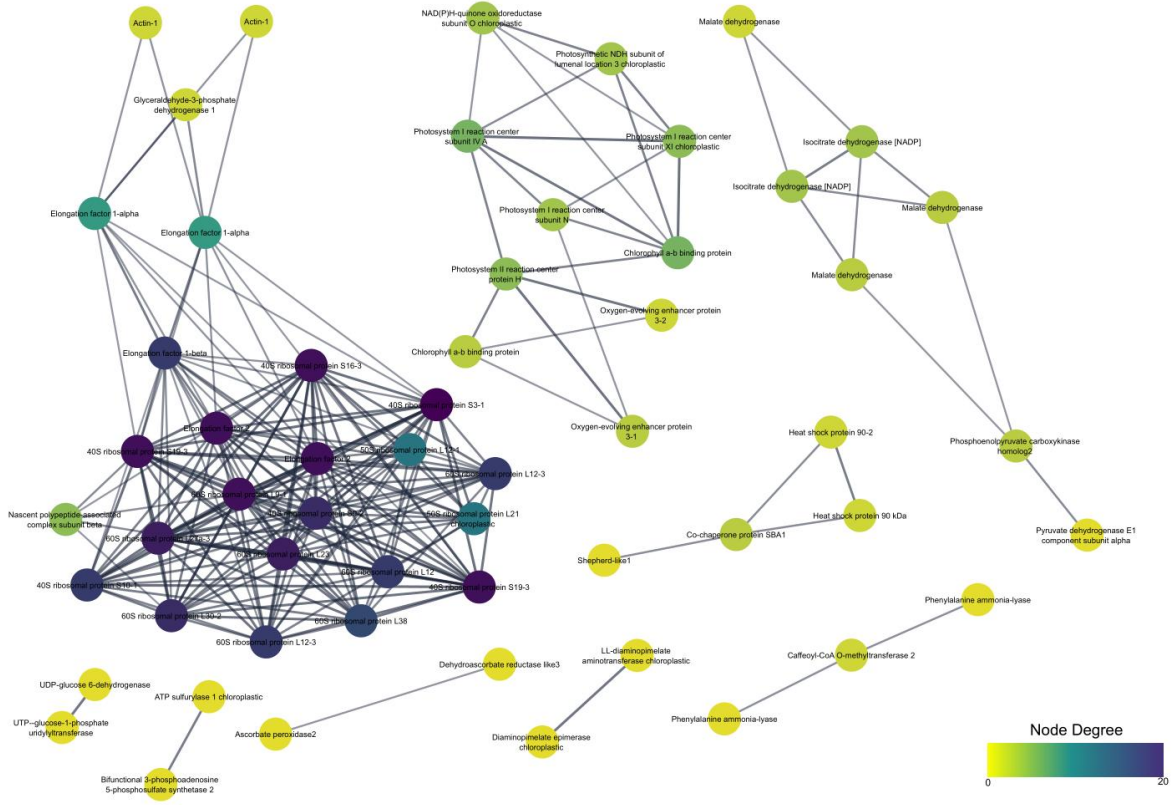 Actin-1
Actin-1
Glyceraldehyde-3-phosphate
dehydrogenase 1
Elongation factor 1-alpha
Elongation factor 1-alpha
NAD(P)H-quinone oxidoreductase
subunit O chloroplastic
Photosynthetic NDH subunit of
lumenal location 3 chloroplastic
Photosystem I reaction center
subunit IV A
Photosystem I reaction center
subunit XI chloroplastic
Photosystem I reaction center
subunit N
Chlorophyll a-b binding protein
Photosystem II reaction center
protein H
Oxygen-evolving enhancer protein
3-2
Chlorophyll a-b binding protein
Oxygen-evolving enhancer protein
3-1
Malate dehydrogenase
Isocitrate dehydrogenase [NADP]
Isocitrate dehydrogenase [NADP]
Malate dehydrogenase
Malate dehydrogenase
Phosphoenolpyruvate carboxykinase
homolog2
Pyruvate dehydrogenase E1
component subunit alpha
Elongation factor 1-beta
40S ribosomal protein S16-3
40S ribosomal protein S3-1
Elongation factor 2
40S ribosomal protein S19-3
Elongation factor 2
50S ribosomal protein L12-1
60S ribosomal protein L12-3
60S ribosomal protein
50S ribosomal protein L21
chloroplastic
Nascent polypeptide-associated
complex subunit beta
40S ribosomal protein
60S ribosomal protein
60S ribosomal protein L23
60S ribosomal protein L12
40S ribosomal protein S10-1
40S ribosomal protein S19-3
60S ribosomal protein L30-2
60S ribosomal protein L38
60S ribosomal protein L12-3
Heat shock protein 90-2
Heat shock protein 90 kDa
Co-chaperone protein SBA1
Shepherd-like1
Phenylalanine ammonia-lyase
Caffeoyl-CoA O-methyltransferase 2
Phenylalanine ammonia-lyase
UDP-glucose 6-dehydrogenase
UTP--glucose-1-phosphate
uridylyltransferase
ATP sulfurylase 1 chloroplastic
Bifunctional 3-phosphoadenosine
5-phosphosulfate synthetase 2
Dehydroascorbate reductase like3
Ascorbate peroxidase2
LL-diaminopimelate
aminotransferase chloroplastic
Diaminopimelate epimerase
chloroplastic
Node Degree
0
20